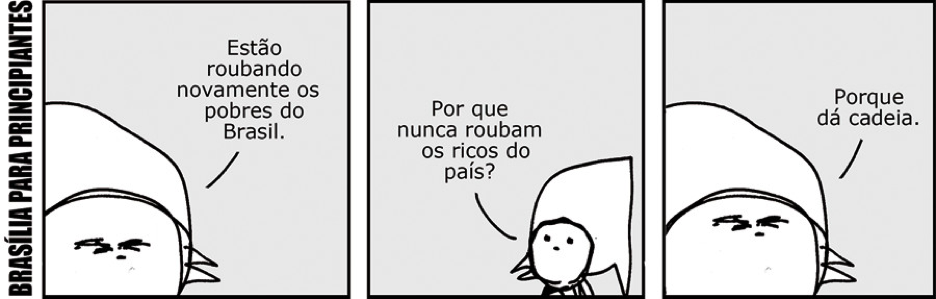 BRASÍLIA PARA PRINCIPIANTES
Estão
roubando
novamente os
pobres do
Brasil.
Por que
nunca roubam
os ricos do
país?
Porque
dá cadeia.